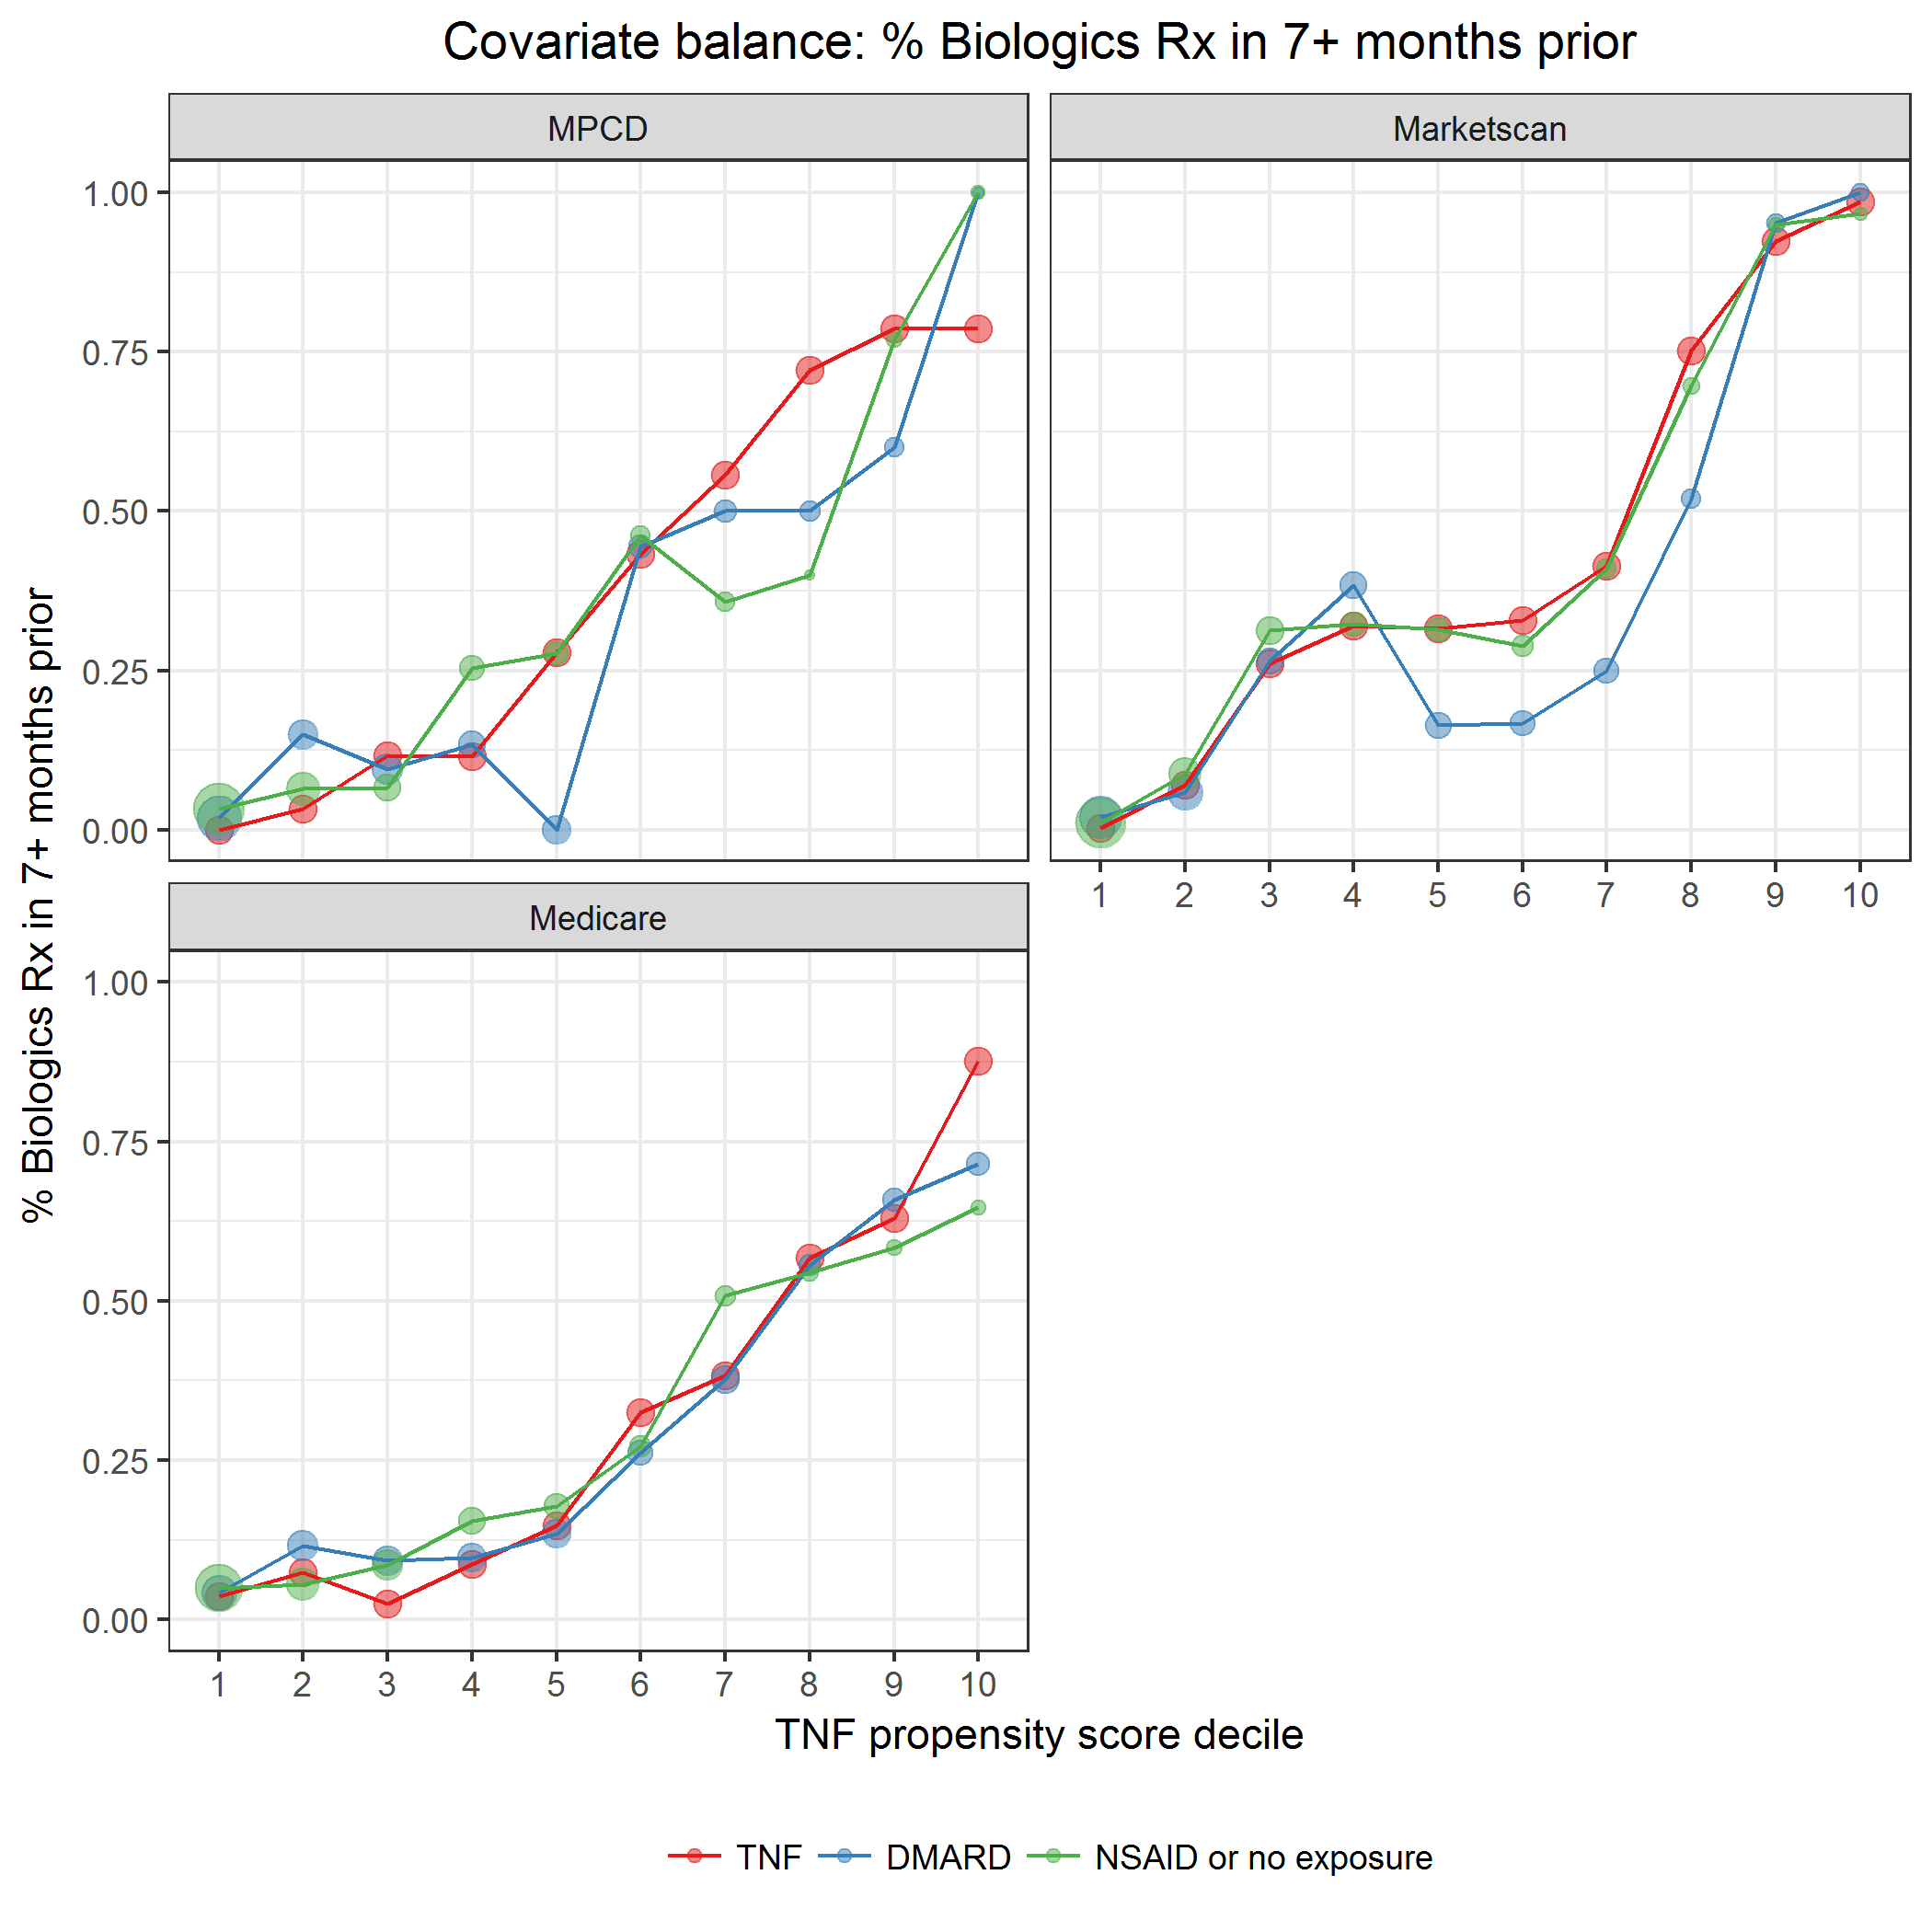 Covariate balance: % Biologics Rx in 7+ months prior
MPCD
Marketscan
1.00
0.75
0.50
0.25
0.00
1 2 3 4 5 6 7 8 9 10
Medicare
1.00
0.75
0.50
0.25
0.00
1 2 3 4 5 6 7 8 9 10
% Biologics Rx in 7+ months prior
TNF propensity score decile
TNF DMARD NSAID or no exposure